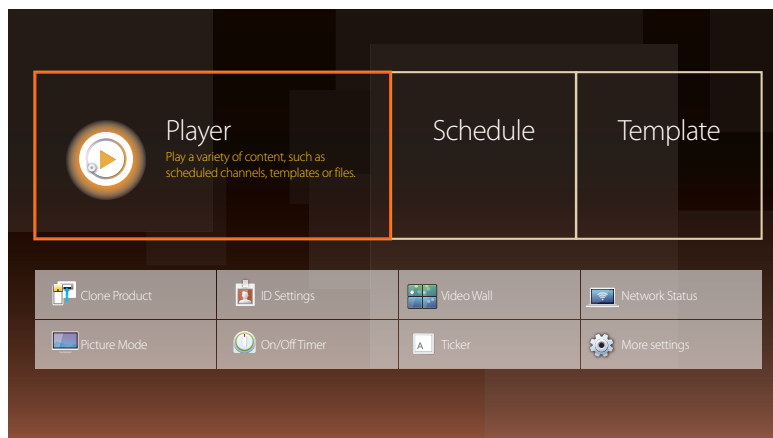 Player
Play a variety of content, such as
scheduled channels, templates or files.
Schedule
Template
Clone Product
ID Settings
Video Wall
Network Status
Picture Mode
On/Off Timer
A
Ticker
More settings